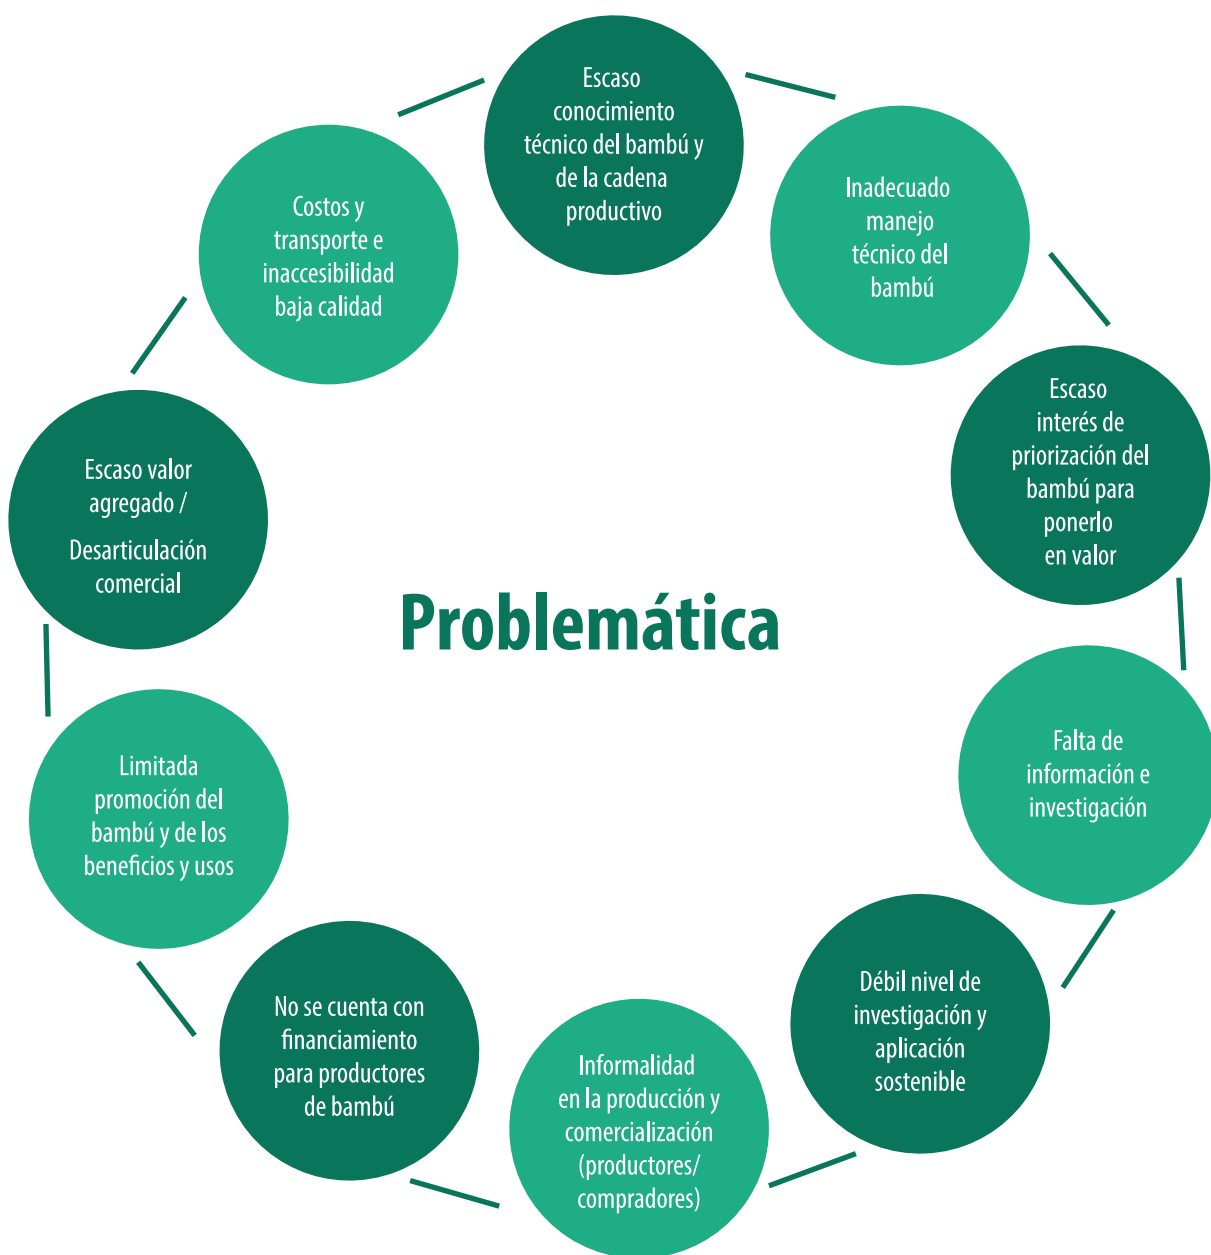 Escaso
conocimiento
técnico del bambú y
de la cadena
productivo
Inadecuado
manejo
técnico del
bambú
Escaso
interés de
priorización del
bambú para
ponerlo
en valor
Falta de
información e
investigación
Débil nivel de
investigación y
aplicación
sostenible
Informalidad
en la producción y
comercialización
(productores/
compradores)
No se cuenta con
financiamiento
para productores
de bambú
Limitada
promoción del
bambú y de los
beneficios y usos
Escaso valor
agregado /
Desarticulación
comercial
Costos y
transporte e
inaccesibilidad
baja calidad
Problemática